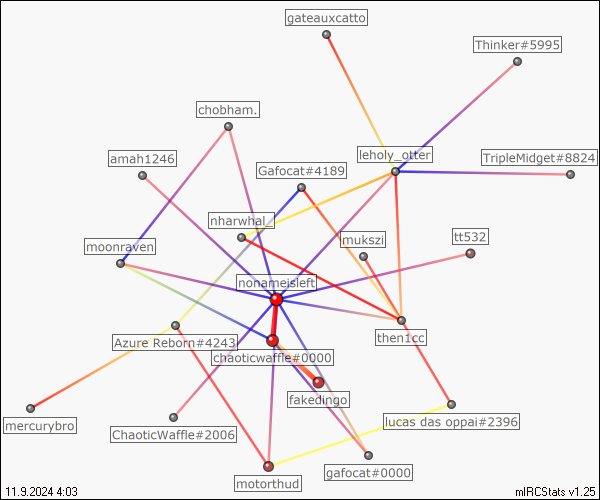 gateauxcatto
Thinker#5995
chobham.
leholy_otter
amah1246
TripleMidget#8824
Gafocat#4189
nharwhal_
mukszi
tt532
moonraven
nonameisleft
then1cc
Azure Reborn#4243
chaoticwaffle#0000
fakedingo
mercurybro
ChaoticWaffle#2006
lucas das oppai#2396
gafocat#0000
motorthud
11.9.2024 4:03
mIRCStats v1.25